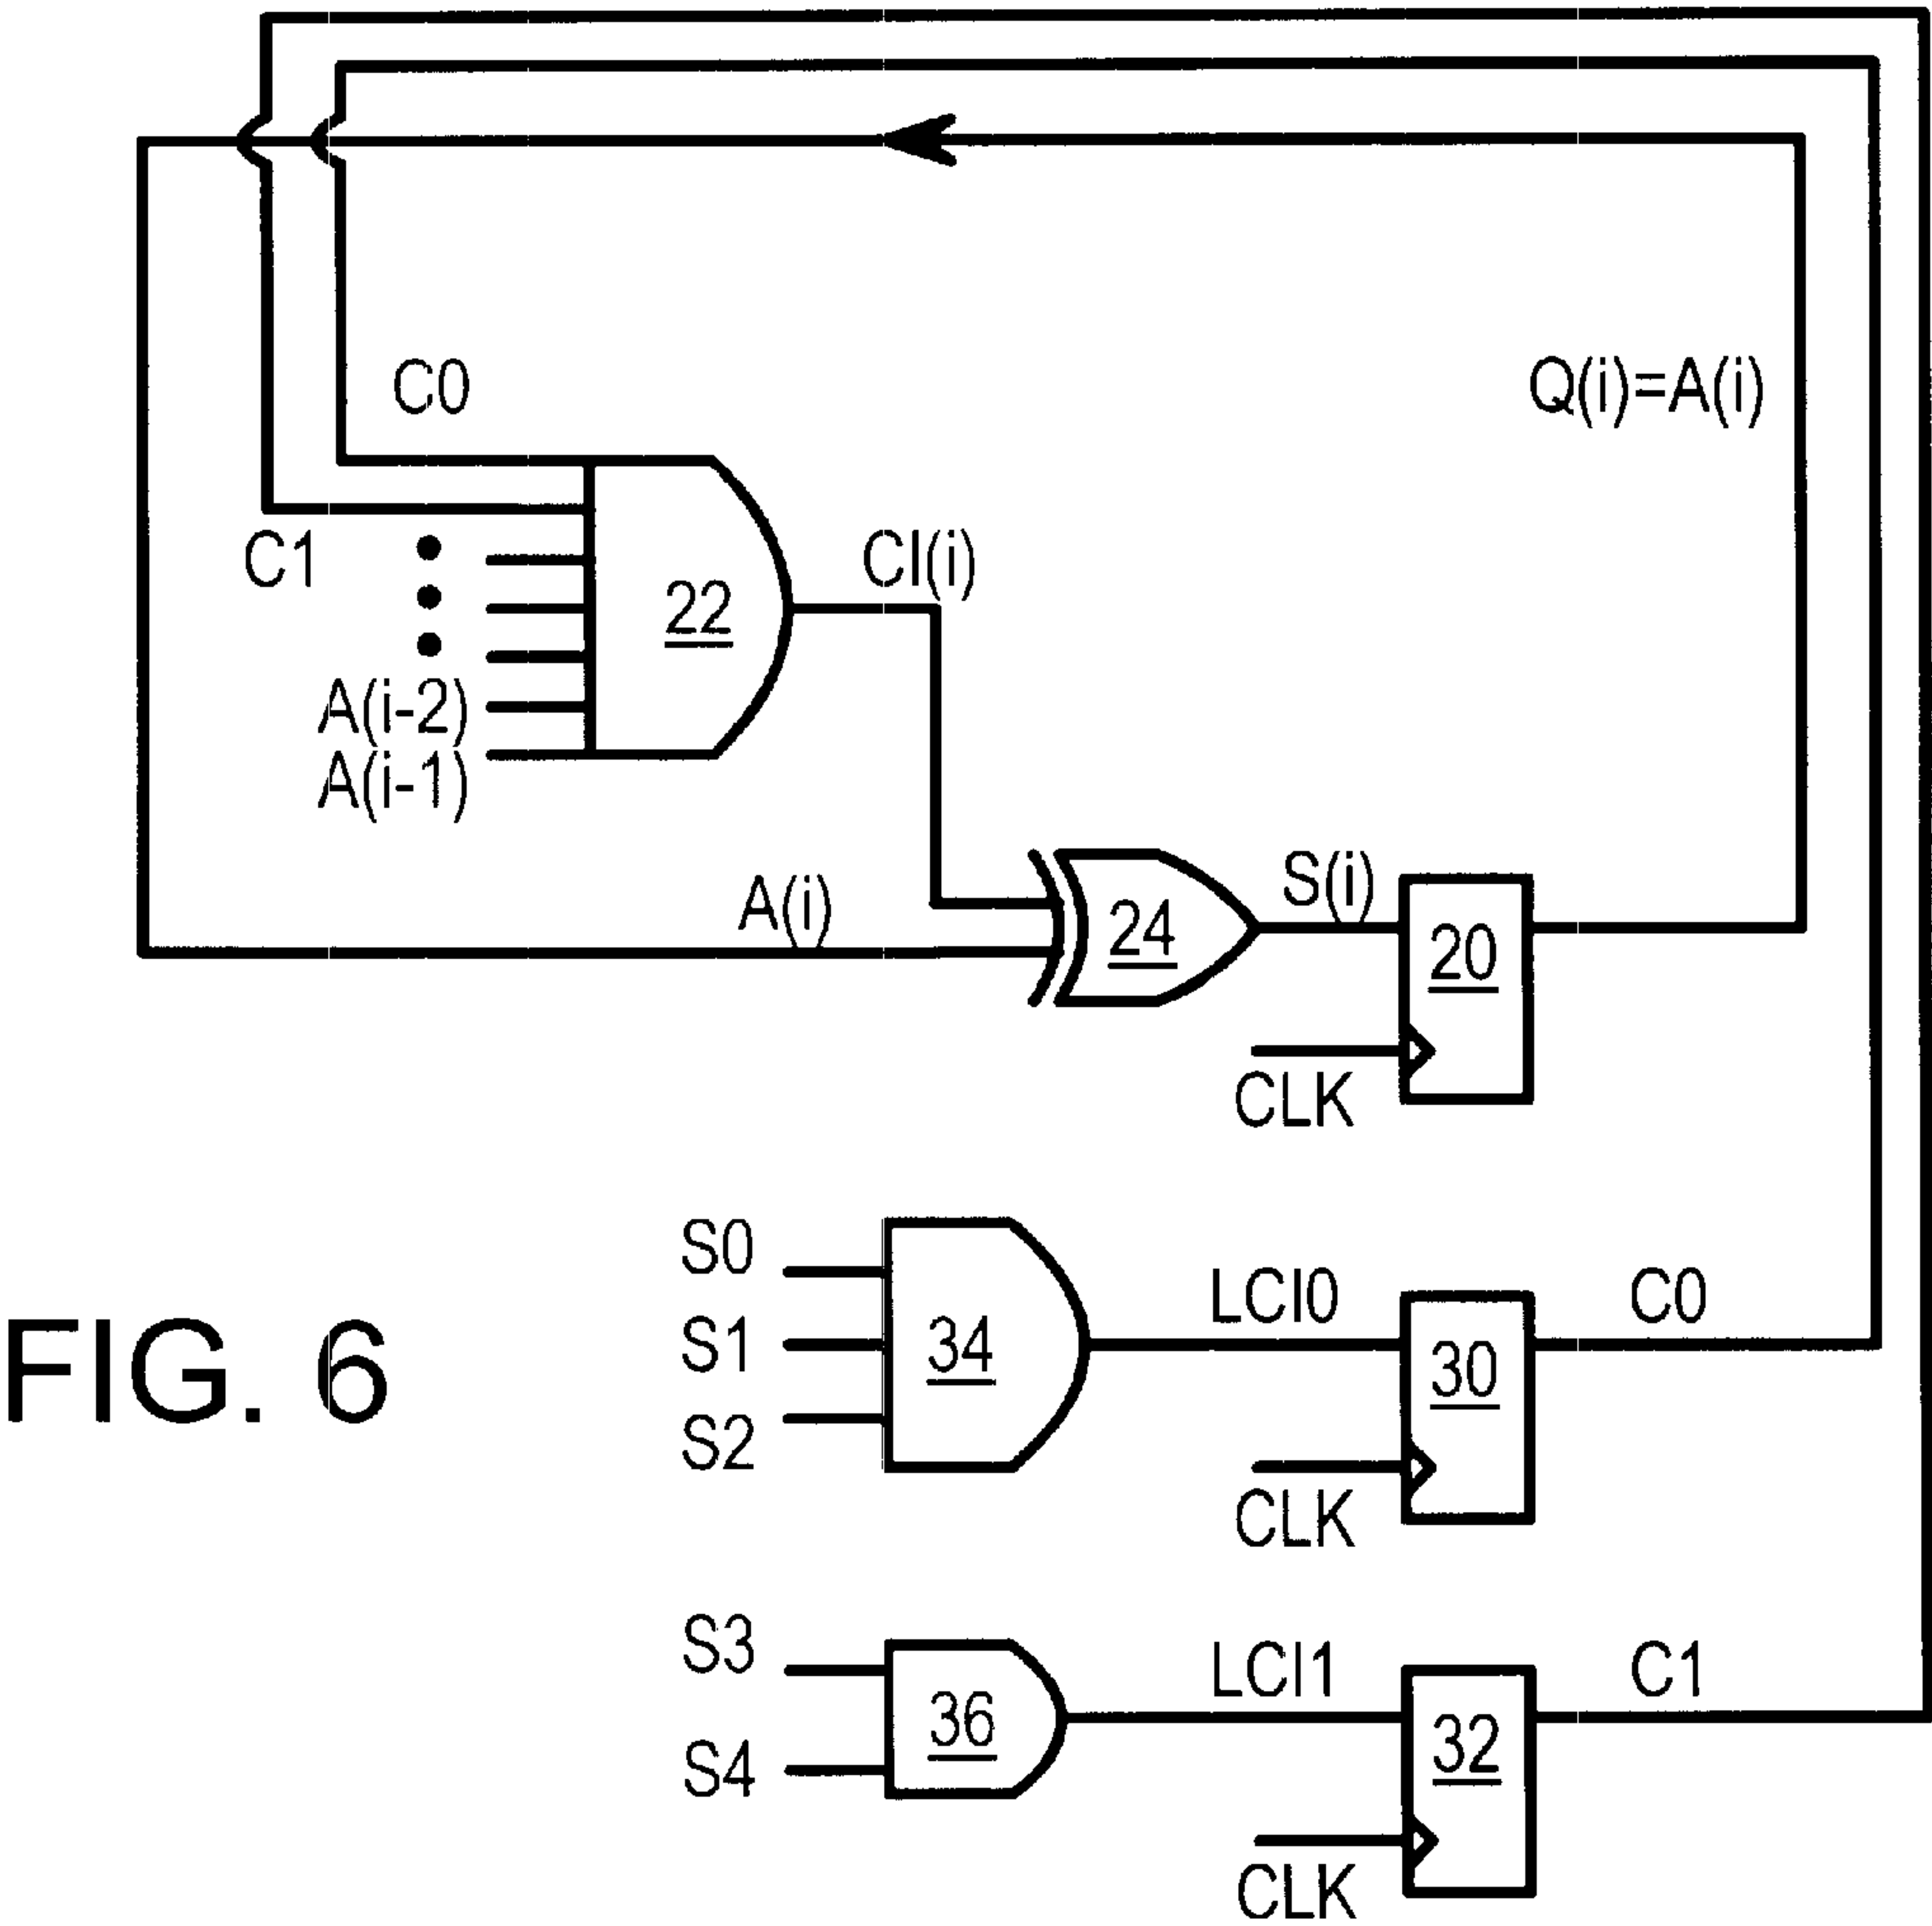 C0
Q(i)=A(i)
C1
CI(i)
22
A(i-2)
A(i-1)
A(i)
24
S(i)
20
CLK
S0
S1
S2
34
LCI0
30
C0
CLK
FIG. 6
S3
S4
36
LCI1
32
C1
CLK